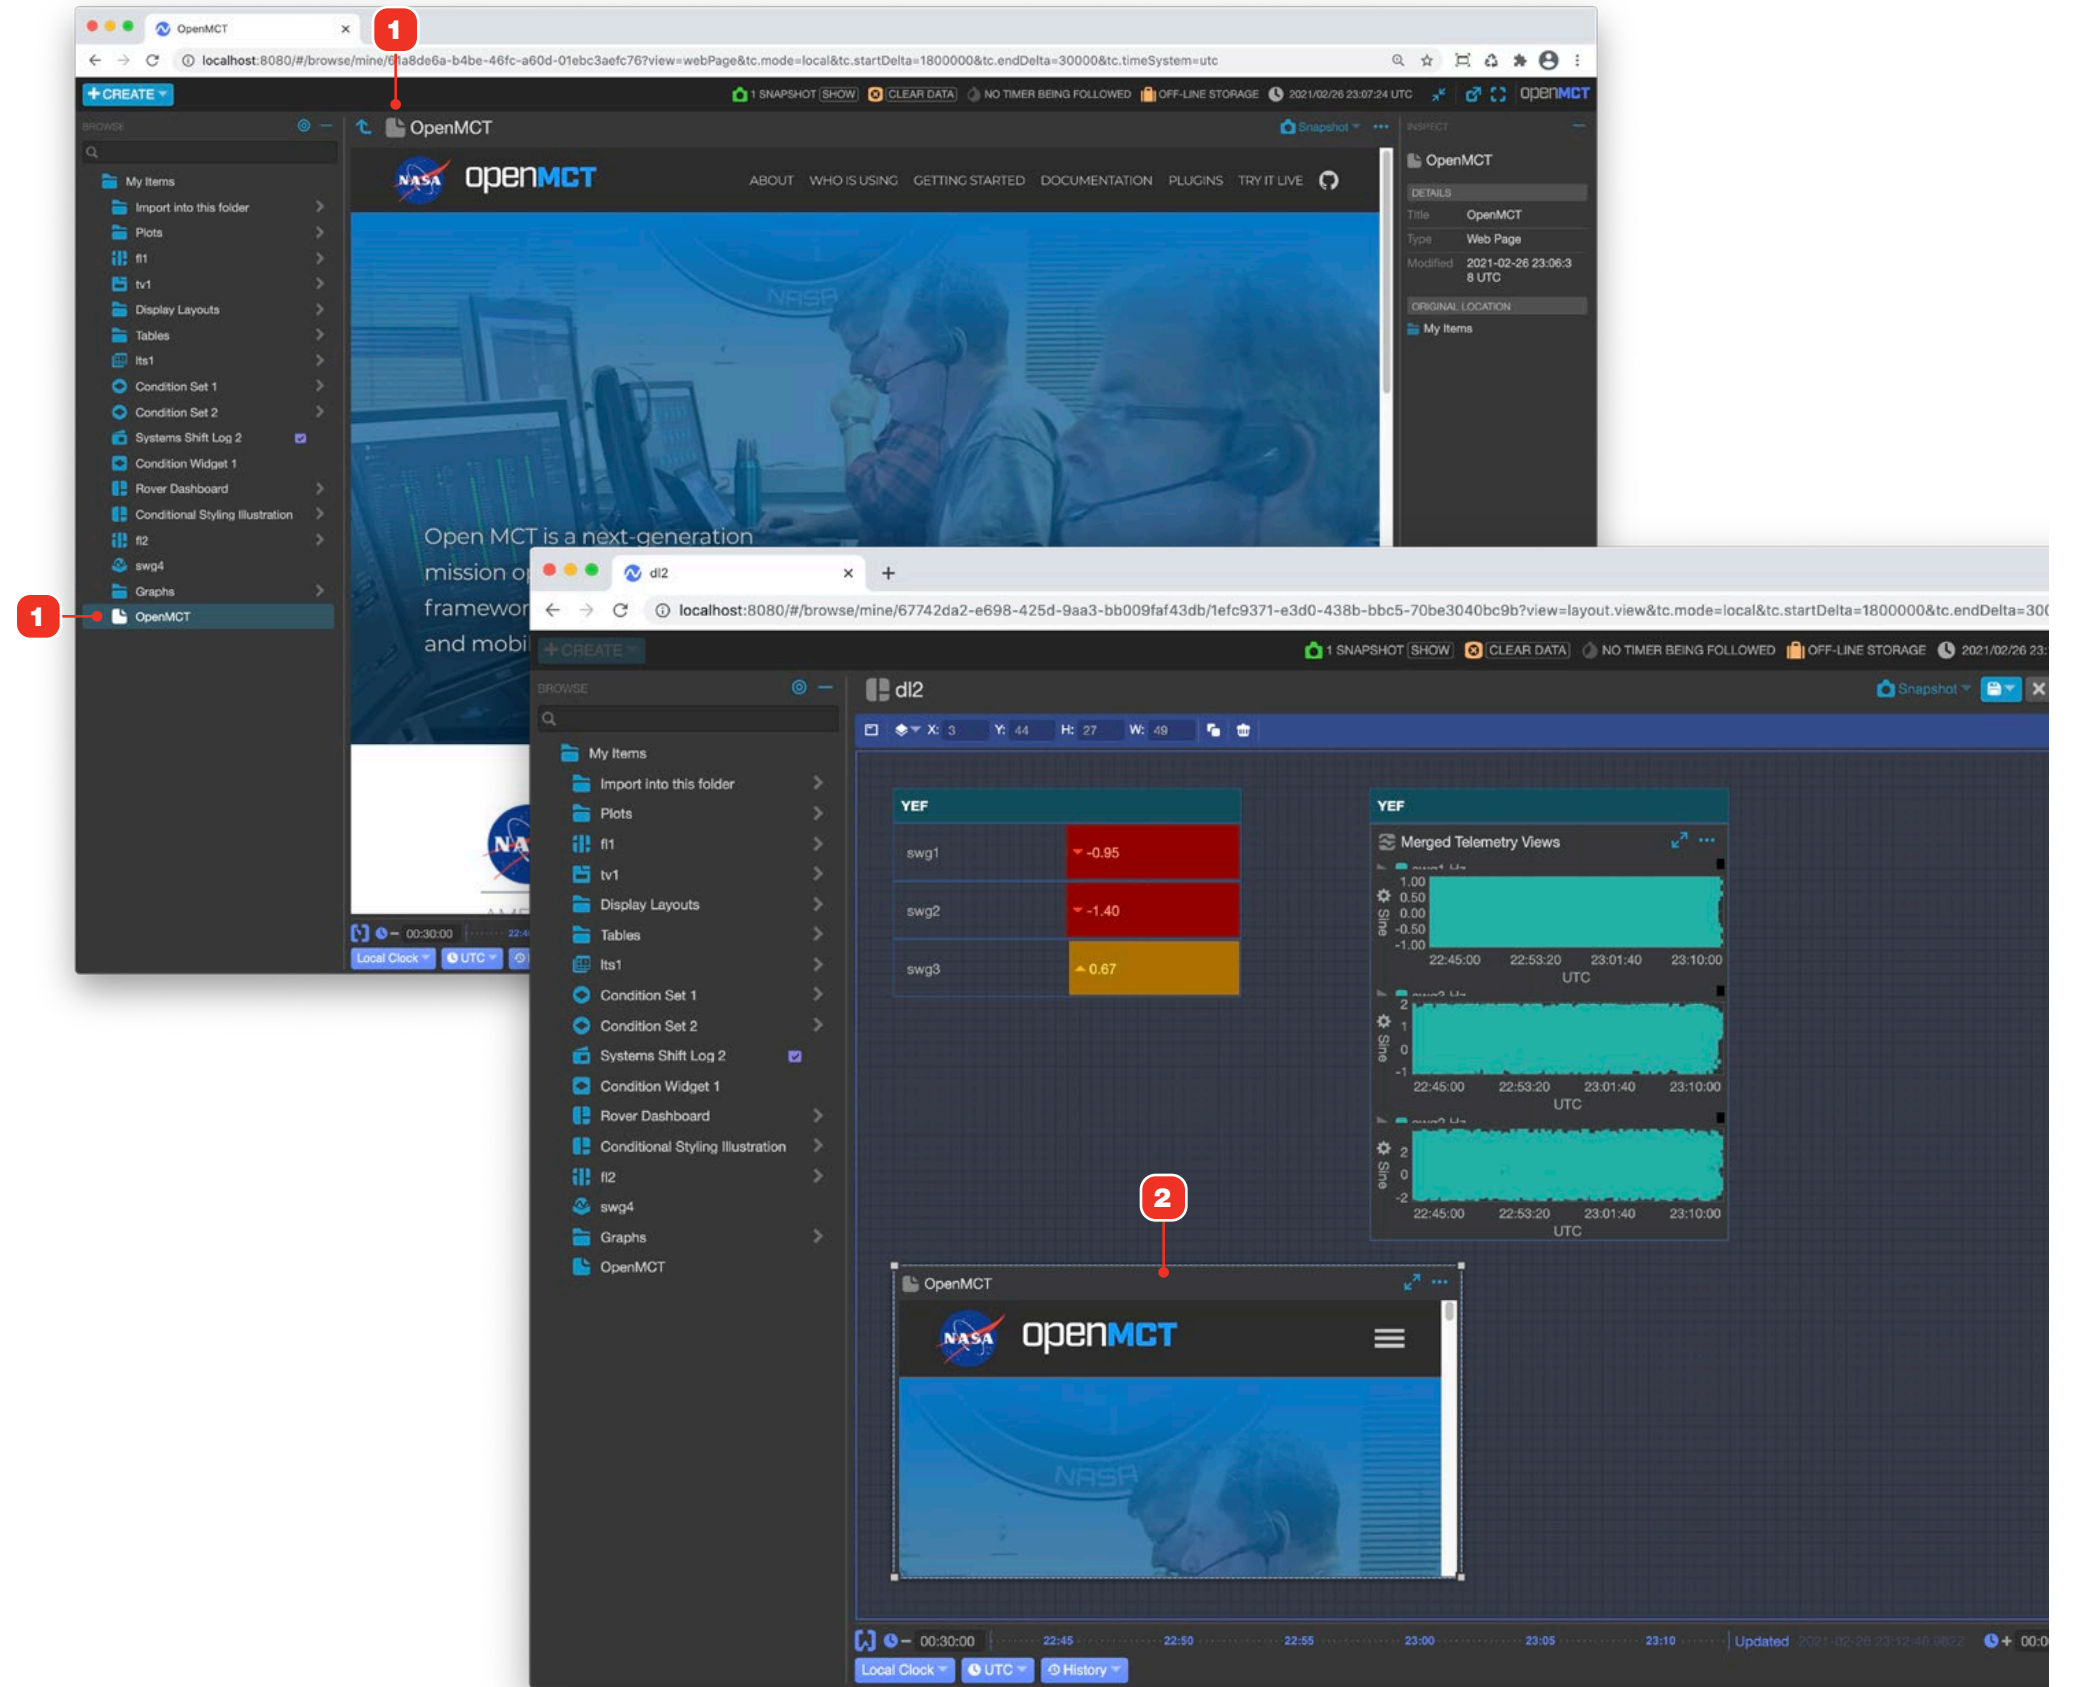 OpenMCT
1
localhost:8080/#/browse/mine/61a8de6a-b4be-46fc-a60d-01ebc3aefc76?view=webPage&tc.mode=local&tc.startDelta=1800000&tc.endDelta=30000&tc.timeSystem=utc
+ CREATE
1 SNAPSHOT SHOW CLEAR DATA NO TIMER BEING FOLLOWED OFF-LINE STORAGE 2021/02/26 23:07:24 UTC openMCT
BROWSE
OpenMCT
Snapshot
INSPECT
My Items
Import into this folder
Plots
fl1
tv1
Display Layouts
Tables
lts1
Condition Set 1
Condition Set 2
Systems Shift Log 2
Condition Widget 1
Rover Dashboard
Conditional Styling Illustration
fl2
swg4
Graphs
1
OpenMCT
NASA openMCT
ABOUT WHO IS USING GETTING STARTED DOCUMENTATION PLUGINS TRY IT LIVE
NASA
Open MCT is a next-generation
mission
and
NA
OpenMCT
DETAILS
Title OpenMCT
Type Web Page
Modified 2021-02-26 23:06:3
8 UTC
ORIGINAL LOCATION
My Items
00:30:00
Local Clock UTC
dl2
localhost:8080/#/browse/mine/67742da2-e698-425d-9aa3-bb009faf43db/1efc9371-e3d0-438b-bbc5-70be3040bc9b?view=layout.view&tc.mode=local&tc.startDelta=1800000&tc.endDelta=300
+ CREATE
1 SNAPSHOT SHOW CLEAR DATA NO TIMER BEING FOLLOWED OFF-LINE STORAGE 2021/02/26 23:
BROWSE
dl2
Snapshot
X: 3 Y: 44 H: 27 W: 49
My Items
Import into this folder
Plots
fl1
tv1
Display Layouts
Tables
lts1
Condition Set 1
Condition Set 2
Systems Shift Log 2
Condition Widget 1
Rover Dashboard
Conditional Styling Illustration
fl2
swg4
Graphs
OpenMCT
YEF
swg1 -0.95
swg2 -1.40
swg3 0.67
YEF
Merged Telemetry Views
1.00
0.50
0.00
-0.50
-1.00
Sine
22:45:00 22:53:20 23:01:40 23:10:00
UTC
2
1
0
-1
Sine
22:45:00 22:53:20 23:01:40 23:10:00
UTC
2
0
-2
Sine
22:45:00 22:53:20 23:01:40 23:10:00
UTC
2
OpenMCT
NASA openMCT
NASA
00:30:00 22:45 22:50 22:55 23:00 23:05 23:10 Updated
Local Clock UTC History